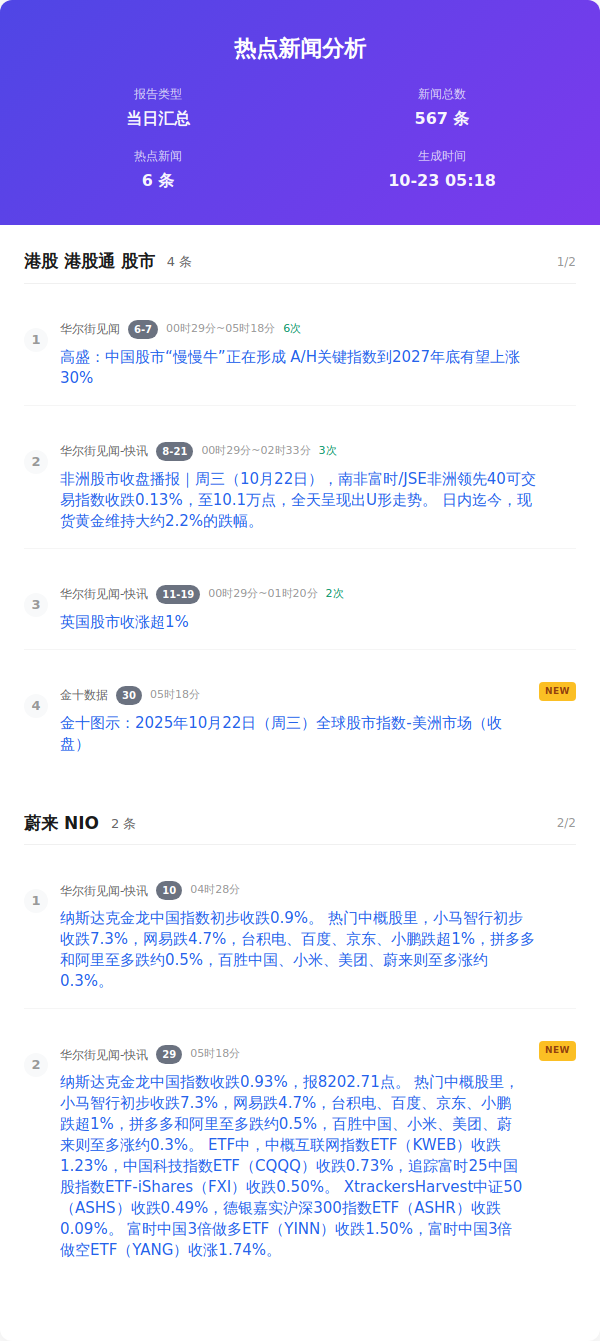 热点新闻分析
报告类型
新闻总数
当日汇总
567 条
热点新闻
生成时间
6 条
10-23 05:18
港股 港股通 股市 4 条 1/2
1
华尔街见闻 6-7 00时29分~05时18分 6次
高盛：中国股市“慢慢牛”正在形成 A/H关键指数到2027年底有望上涨
30%
2
华尔街见闻-快讯 8-21 00时29分~02时33分 3次
非洲股市收盘播报｜周三（10月22日），南非富时/JSE非洲领先40可交
易指数收跌0.13%，至10.1万点，全天呈现出U形走势。 日内迄今，现
货黄金维持大约2.2%的跌幅。
3
华尔街见闻-快讯 11-19 00时29分~01时20分 2次
英国股市收涨超1%
4
金十数据 30 05时18分 NEW
金十图示：2025年10月22日（周三）全球股市指数-美洲市场（收
盘）
蔚来 NIO 2 条 2/2
1
华尔街见闻-快讯 10 04时28分
纳斯达克金龙中国指数初步收跌0.9%。 热门中概股里，小马智行初步
收跌7.3%，网易跌4.7%，台积电、百度、京东、小鹏跌超1%，拼多多
和阿里至多跌约0.5%，百胜中国、小米、美团、蔚来则至多涨约
0.3%。
2
华尔街见闻-快讯 29 05时18分 NEW
纳斯达克金龙中国指数收跌0.93%，报8202.71点。 热门中概股里，
小马智行初步收跌7.3%，网易跌4.7%，台积电、百度、京东、小鹏
跌超1%，拼多多和阿里至多跌约0.5%，百胜中国、小米、美团、蔚
来则至多涨约0.3%。 ETF中，中概互联网指数ETF（KWEB）收跌
1.23%，中国科技指数ETF（CQQQ）收跌0.73%，追踪富时25中国
股指数ETF-iShares（FXI）收跌0.50%。 XtrackersHarvest中证50
（ASHS）收跌0.49%，德银嘉实沪深300指数ETF（ASHR）收跌
0.09%。 富时中国3倍做多ETF（YINN）收跌1.50%，富时中国3倍
做空ETF（YANG）收涨1.74%。